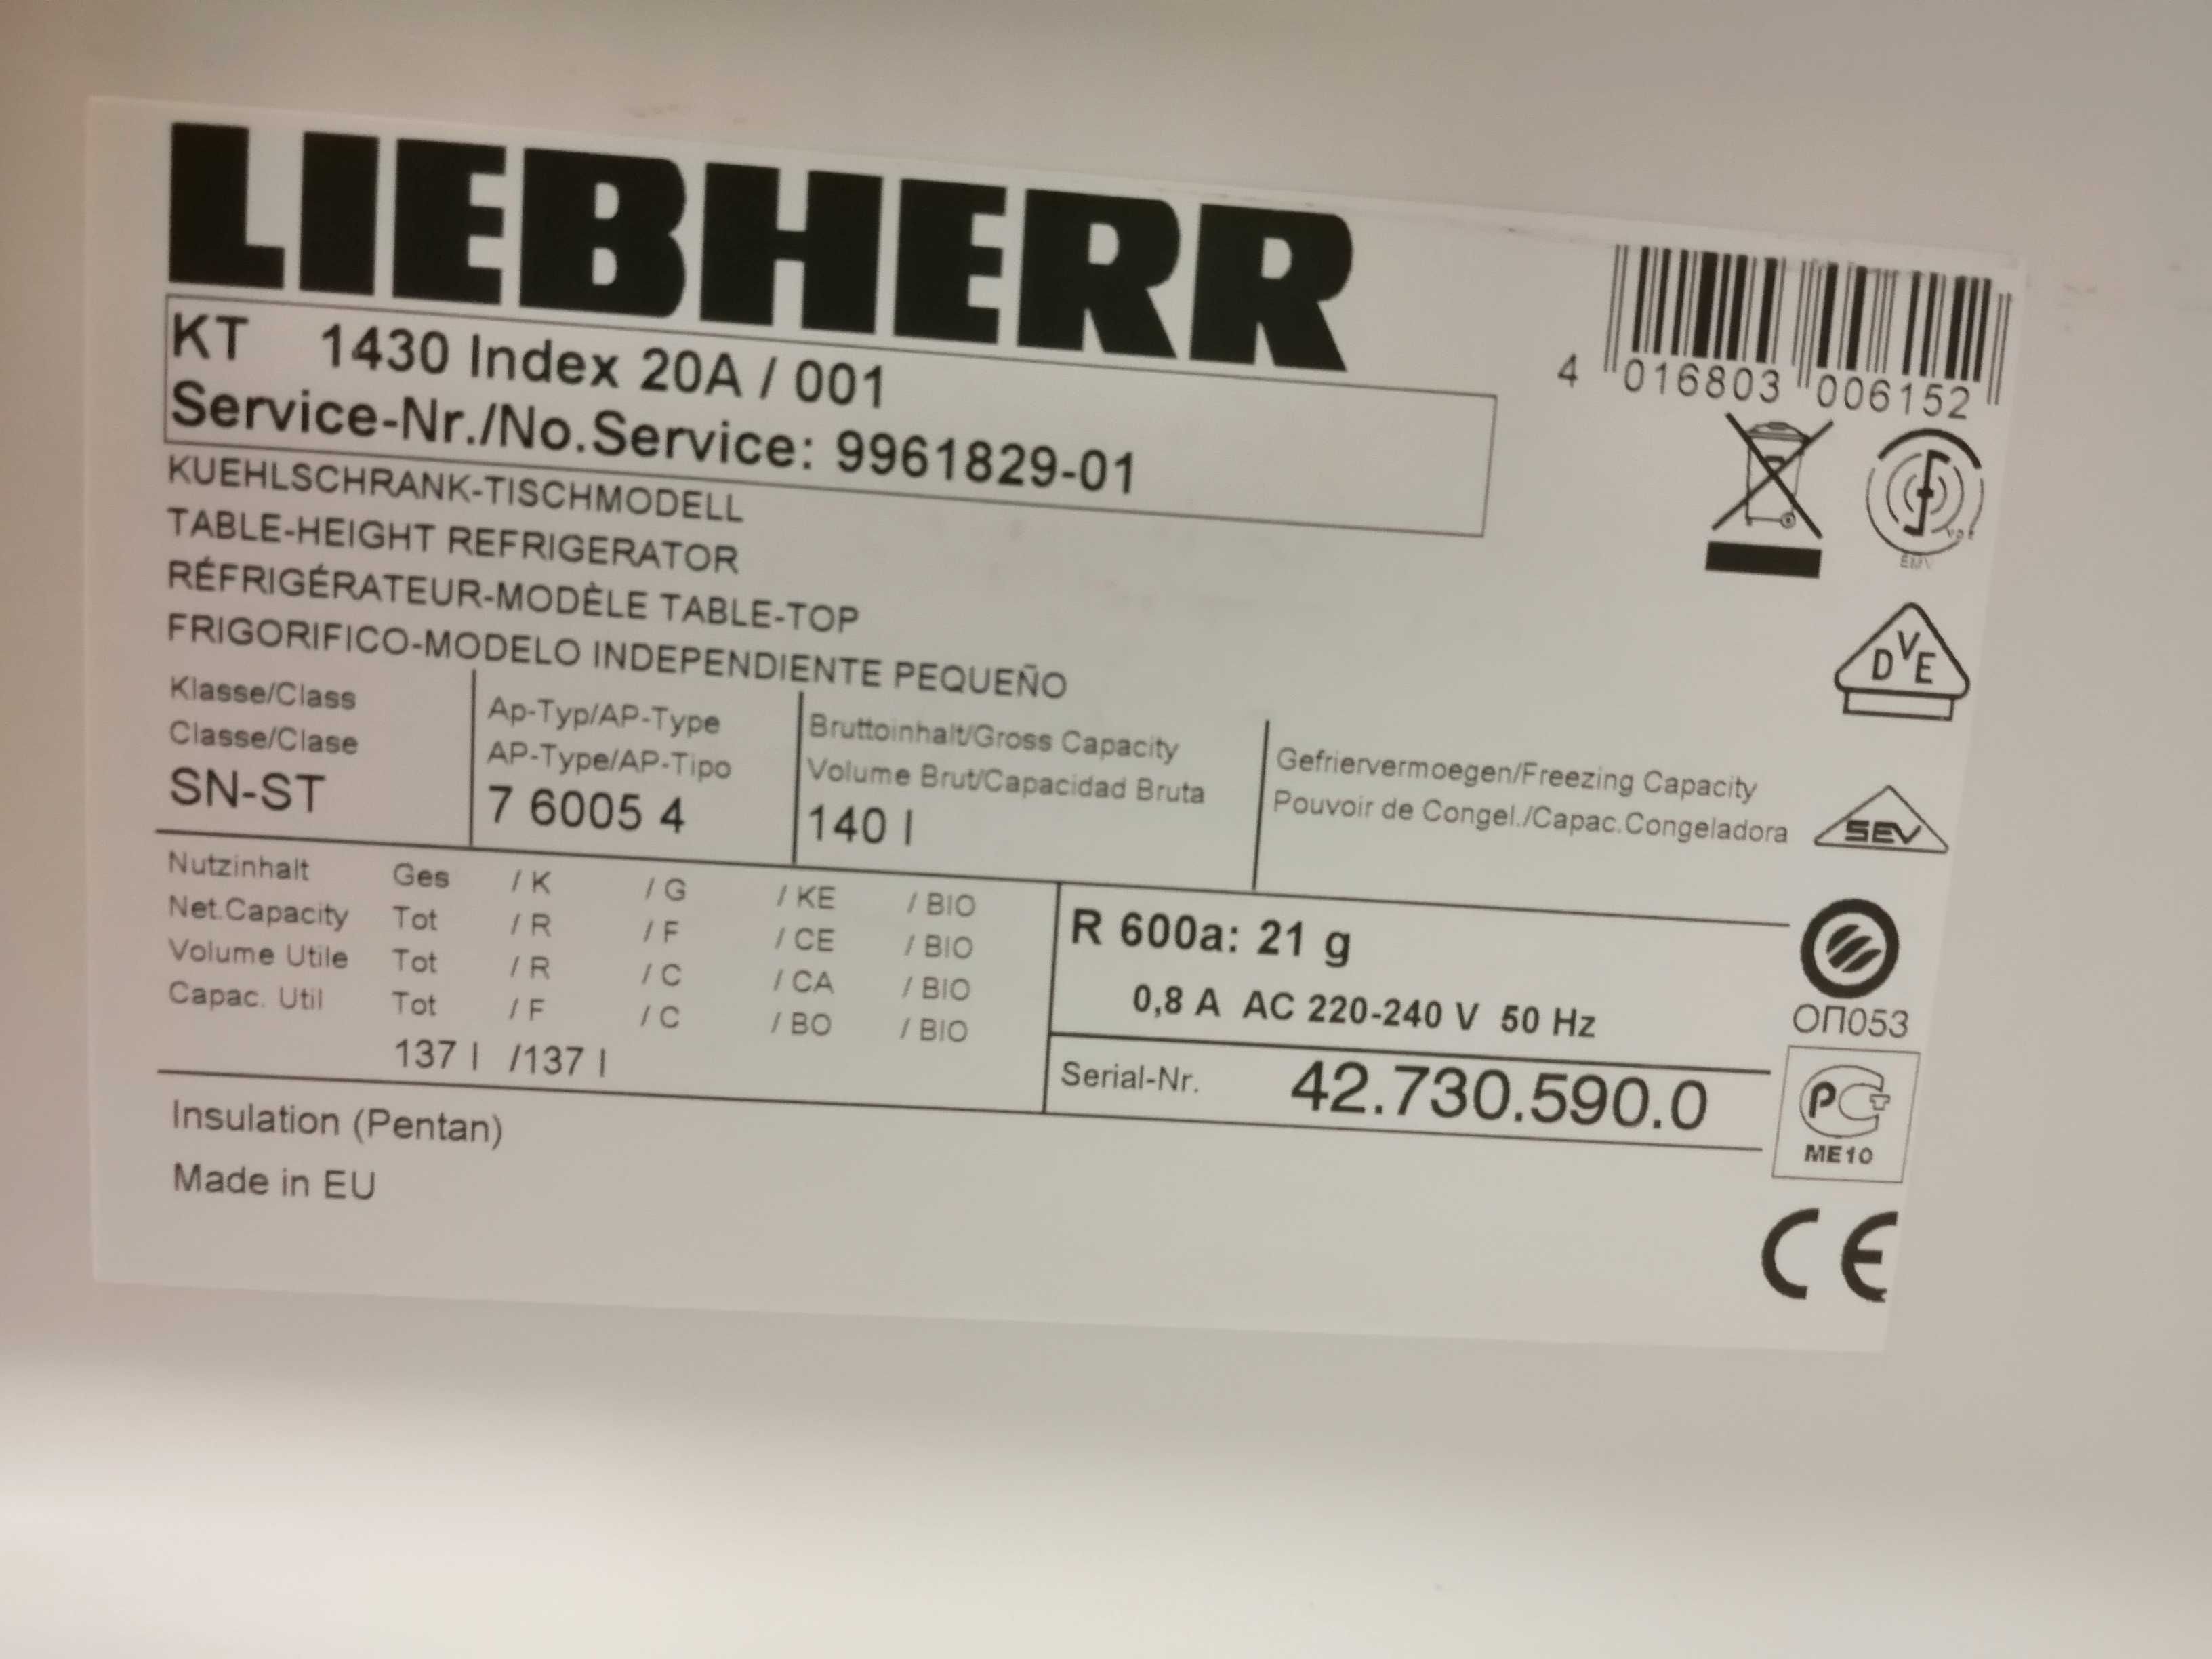 LIEBHERR
KT 1430 Index 20A / 001
Service-Nr./No.Service: 9961829-01
4 016803 006152
KUEHLSCHRANK-TISCHMODELL
TABLE-HEIGHT REFRIGERATOR
RÉFRIGÉRATEUR-MODÈLE TABLE-TOP
FRIGORIFICO-MODELO INDEPENDIENTE PEQUEÑO
EMV
DVE
Klasse/Class
Classe/Clase
SN-ST
Ap-Typ/AP-Type
AP-Type/AP-Tipo
7 6005 4
Bruttoinhalt/Gross Capacity
Volume Brut/Capacidad Bruta
140 l
Gefriervermoegen/Freezing Capacity
Pouvoir de Congel./Capac.Congeladora
SEV
Nutzinhalt Ges / K / G / KE / BIO
Net.Capacity Tot / R / F / CE / BIO
Volume Utile Tot / R / C / CA / BIO
Capac. Util Tot / F / C / BO / BIO
137 l /137 l
R 600a: 21 g
0,8 A AC 220-240 V 50 Hz
Serial-Nr. 42.730.590.0
ОП053
РСТ
ME10
Insulation (Pentan)
Made in EU
CE